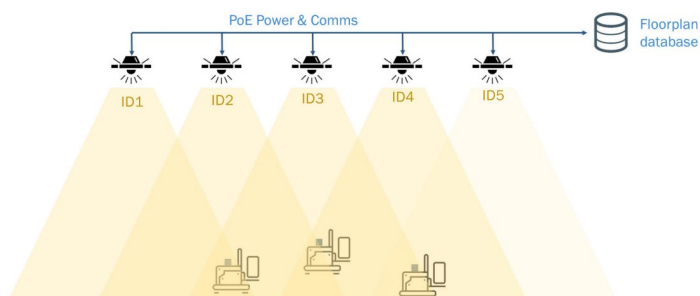 PoE Power & Comms
Floorplan
database
ID1
ID2
ID3
ID4
ID5